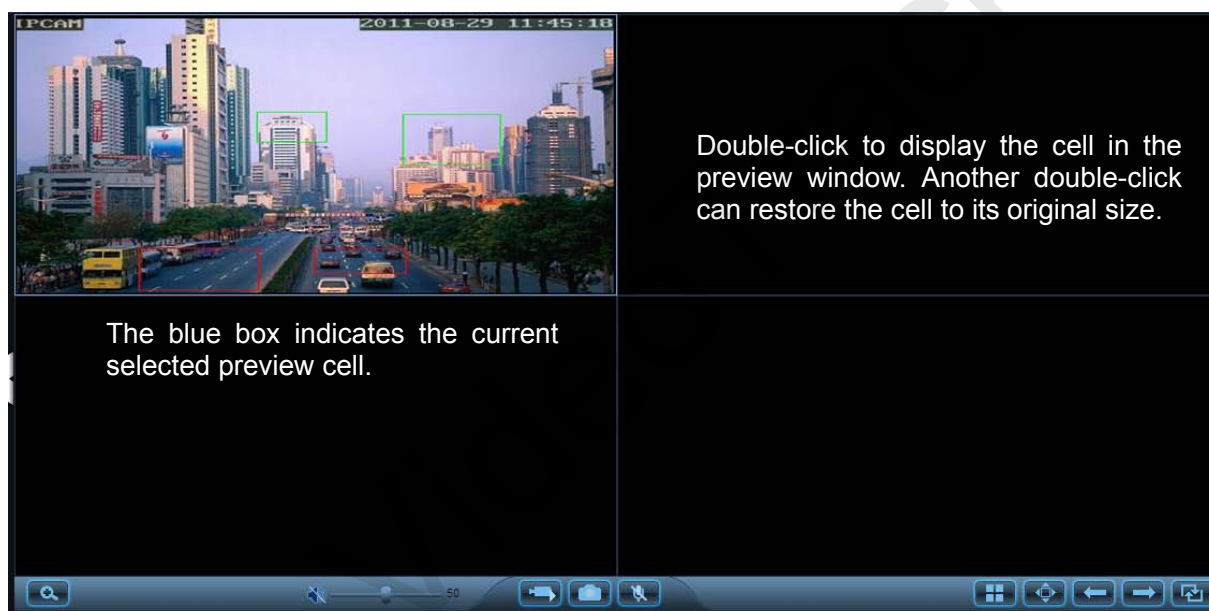 IPCAM
2011-08-29 11:45:18
Double-click to display the cell in the
preview window. Another double-click
can restore the cell to its original size.
The blue box indicates the current
selected preview cell.
50